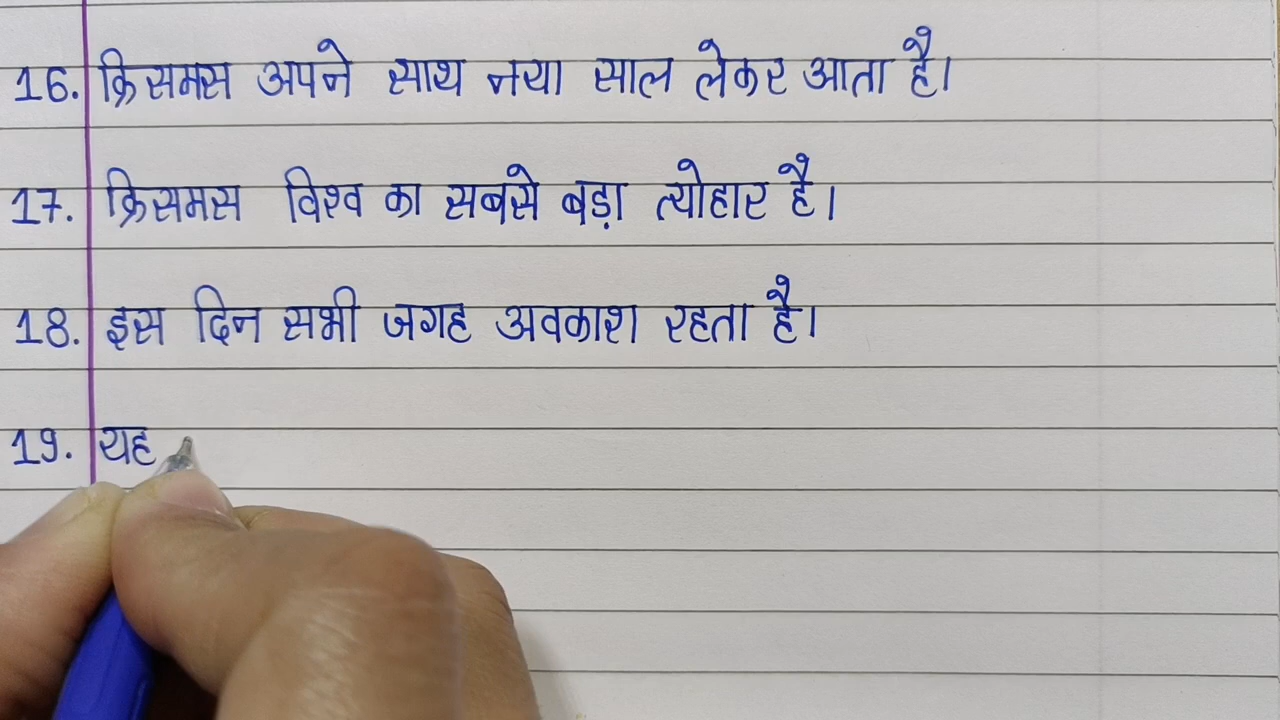 16. क्रिसमस अपने साथ नया साल लेकर आता है।
17. क्रिसमस विश्व का सबसे बड़ा त्योहार है।
18. इस दिन सभी जगह अवकाश रहता है।
19. यह